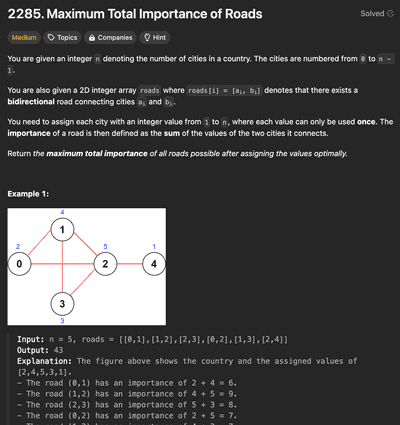 2285. Maximum Total Importance of Roads
Solved
Medium Topics Companies Hint
You are given an integer n denoting the number of cities in a country. The cities are numbered from 0 to n -
1.
You are also given a 2D integer array roads where roads[i] = [ai, bi] denotes that there exists a
bidirectional road connecting cities ai and bi.
You need to assign each city with an integer value from 1 to n, where each value can only be used once. The
importance of a road is then defined as the sum of the values of the two cities it connects.
Return the maximum total importance of all roads possible after assigning the values optimally.
Example 1:
4
1
2
5
1
0
2
4
3
3
Input: n = 5, roads = [[0,1],[1,2],[2,3],[0,2],[1,3],[2,4]]
Output: 43
Explanation: The figure above shows the country and the assigned values of
[2,4,5,3,1].
- The road (0,1) has an importance of 2 + 4 = 6.
- The road (1,2) has an importance of 4 + 5 = 9.
- The road (2,3) has an importance of 5 + 3 = 8.
- The road (0,2) has an importance of 2 + 5 = 7.